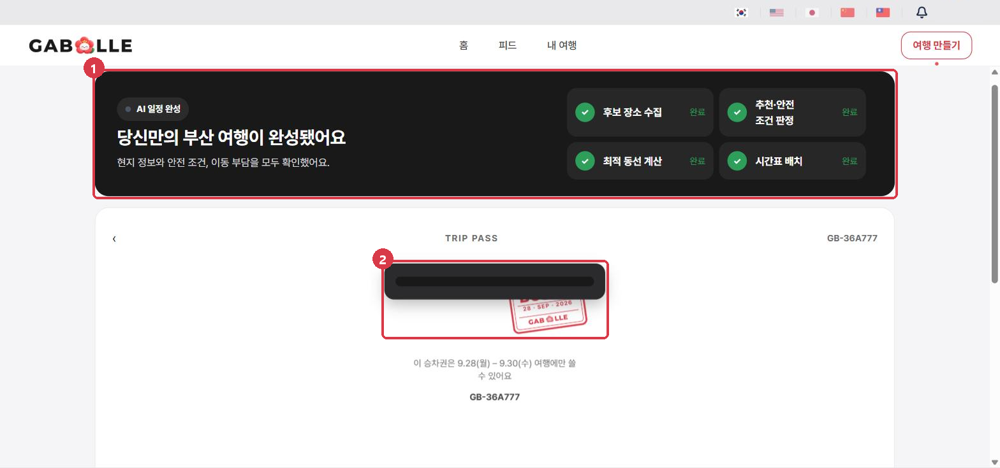 GABOLLE
홈
피드
내 여행
여행 만들기
1
AI 일정 완성
당신만의 부산 여행이 완성됐어요
현지 정보와 안전 조건, 이동 부담을 모두 확인했어요.
후보 장소 수집
완료
추천·안전
조건 판정
완료
최적 동선 계산
완료
시간표 배치
완료
‹
TRIP PASS
GB-36A777
2
28 · SEP · 2026
GABOLLE
이 승차권은 9.28(월) – 9.30(수) 여행에만 쓸
수 있어요
GB-36A777